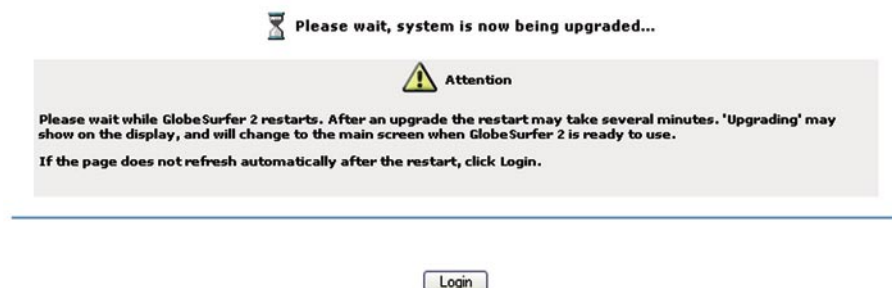 Please wait, system is now being upgraded...
Attention
Please wait while GlobeSurfer 2 restarts. After an upgrade the restart may take several minutes. 'Upgrading' may
show on the display, and will change to the main screen when GlobeSurfer 2 is ready to use.
If the page does not refresh automatically after the restart, click Login.
Login